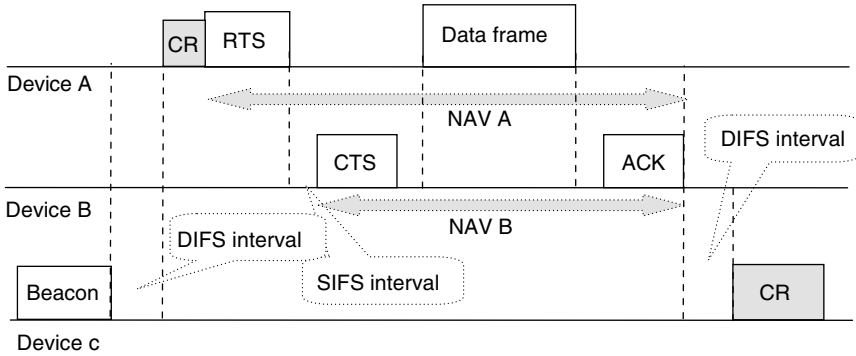 CR
RTS
Data frame
Device A
NAV A
DIFS interval
CTS
ACK
Device B
NAV B
DIFS interval
SIFS interval
Beacon
CR
Device c